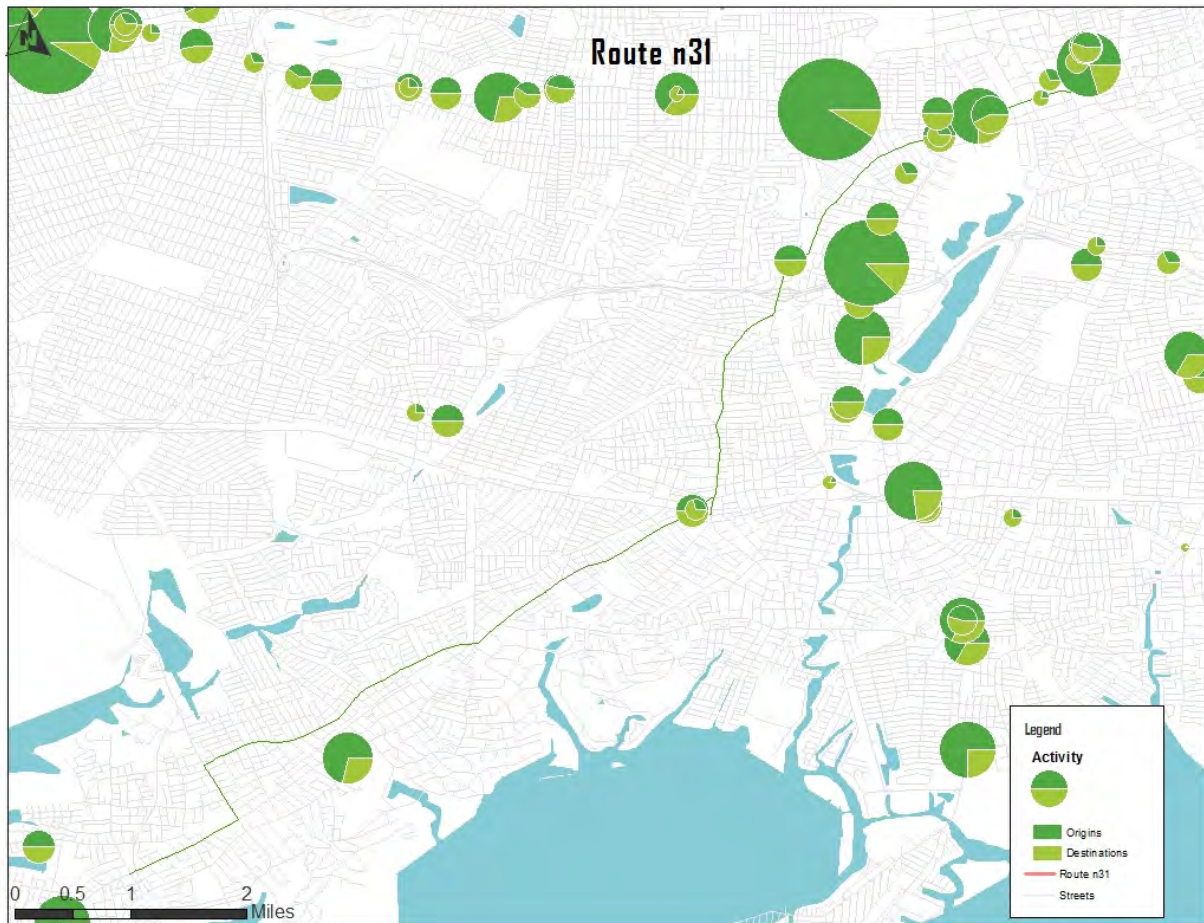 N
Route n31
Legend
Activity
Origins
Destinations
Route n31
Streets
0 0.5 1 2
Miles